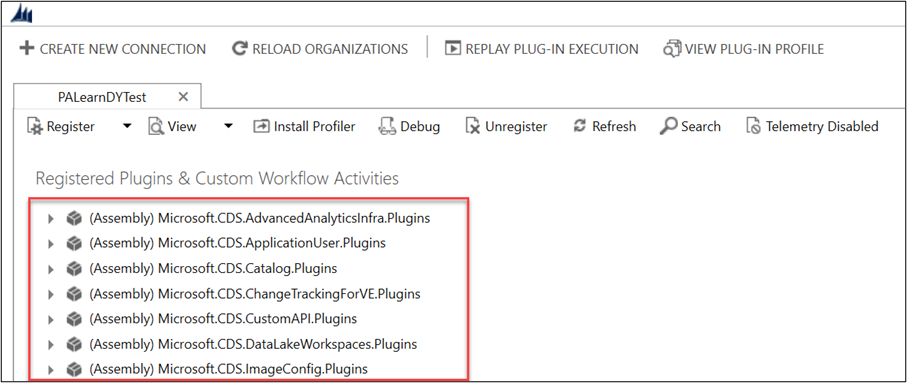 CREATE NEW CONNECTION RELOAD ORGANIZATIONS REPLAY PLUG-IN EXECUTION VIEW PLUG-IN PROFILE
PALearnDYTest
Register View Install Profiler Debug Unregister Refresh Search Telemetry Disabled
Registered Plugins & Custom Workflow Activities
(Assembly) Microsoft.CDS.AdvancedAnalyticsInfra.Plugins
(Assembly) Microsoft.CDS.ApplicationUser.Plugins
(Assembly) Microsoft.CDS.Catalog.Plugins
(Assembly) Microsoft.CDS.ChangeTrackingForVE.Plugins
(Assembly) Microsoft.CDS.CustomAPI.Plugins
(Assembly) Microsoft.CDS.DataLakeWorkspaces.Plugins
(Assembly) Microsoft.CDS.ImageConfig.Plugins